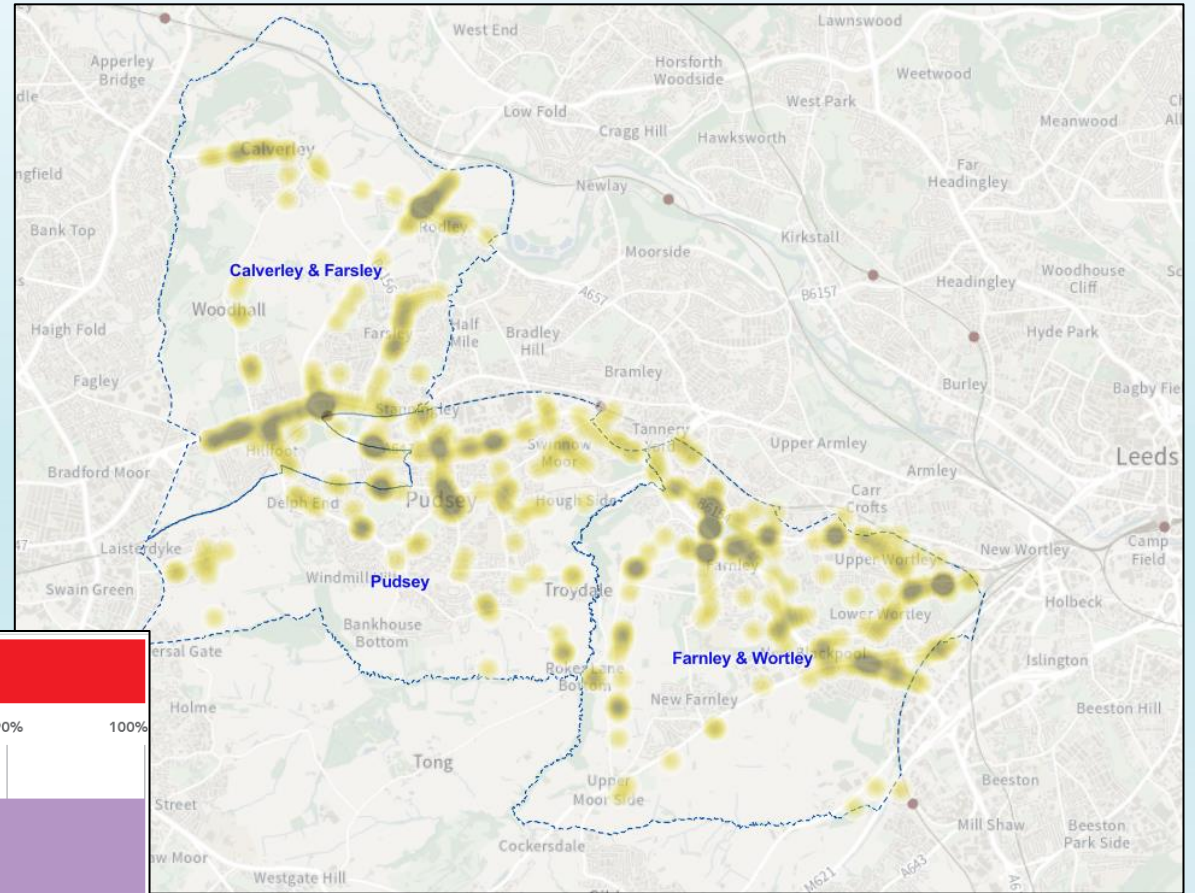 West End
Lawnswood
Apperley
Bridge
Horsforth
Woodside
Weetwood
Low Fold
West Park
Cragg Hill
Hawksworth
Meanwood
Calverley
Far
Headingley
Newlay
Bank Top
Rodley
Kirkstall
Moorside
Calverley & Farsley
Headingley
Woodhouse
Cliff
A657
B6157
Woodhall
Haigh Fold
Farsley
Half
Mile
Bradley
Hill
Hyde Park
Bramley
Fagley
Burley
Stanningley
Tannery
Upper Armley
Hillfoot
Swinnow
Moor
Leeds
Bradford Moor
Armley
Delph End
Pudsey
Hough Side
Carr
Crofts
Laisterdyke
New Wortley
Camp
Field
Upper Wortley
Farnley
Swain Green
Pudsey
Troydale
Holbeck
Lower Wortley
Bankhouse
Bottom
Farnley & Wortley
Islington
100%
Holme
New Farnley
Beeston Hill
Tong
Beeston
Street
Upper
Moor Side
Cockersdale
Mill Shaw
Beeston
Park Side
Westgate Hill
M621
A643